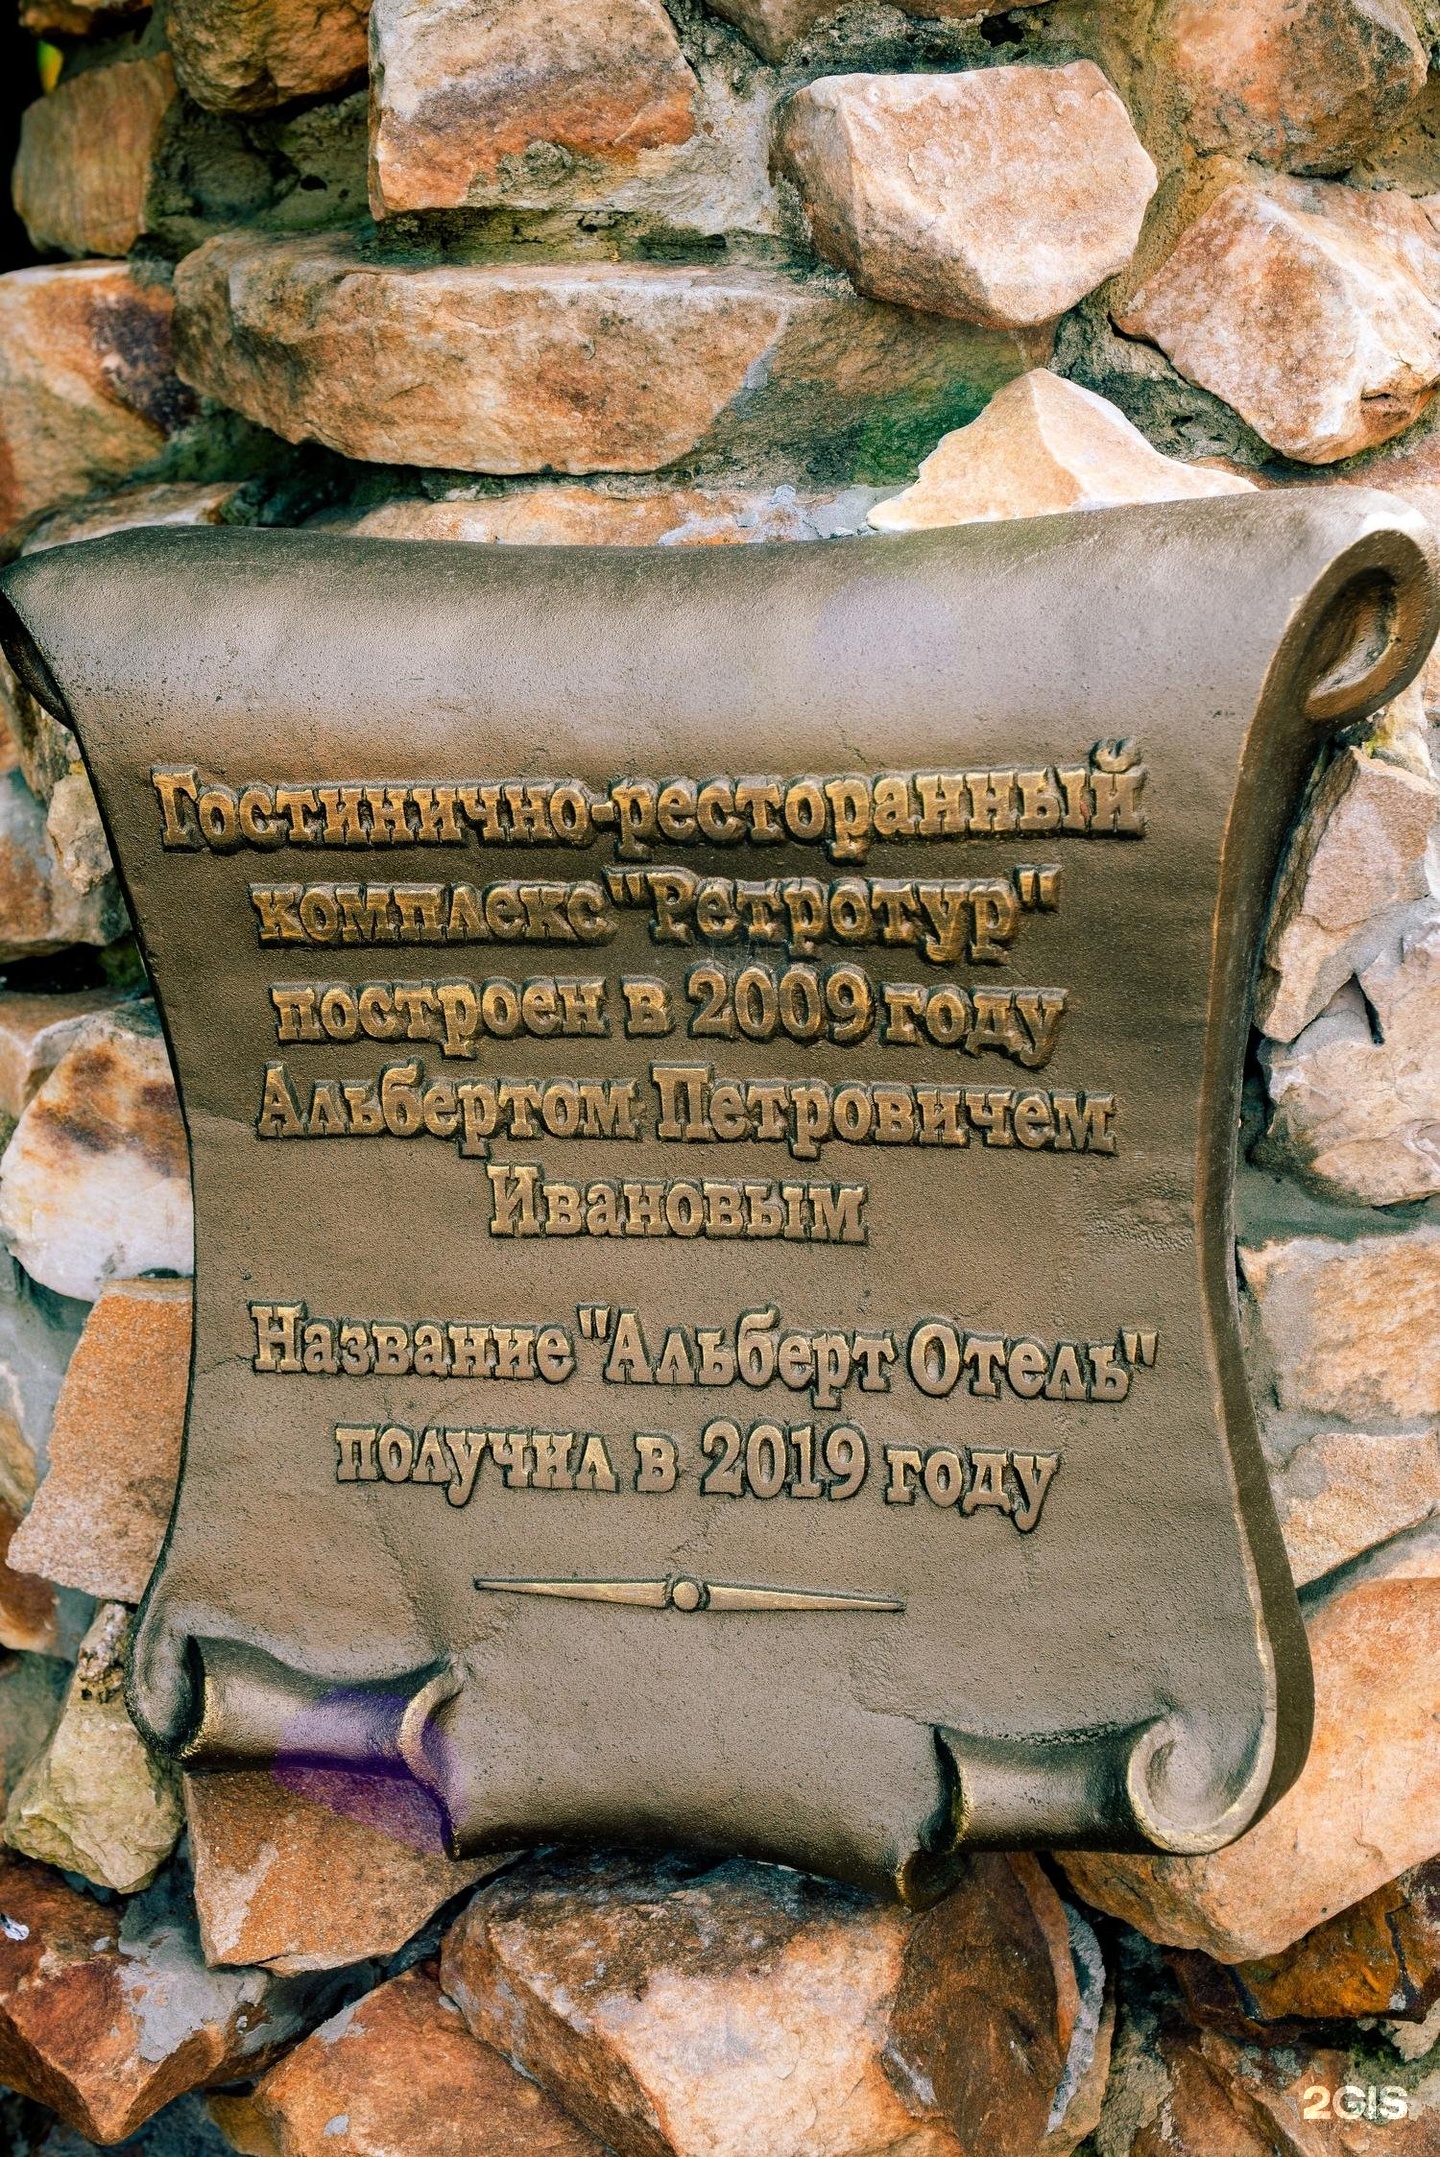 Гостинично-ресторанный
комплекс "Ретротур"
построен в 2009 году
Альбертом Петровичем
Ивановым
Название "Альберт Отель"
получил в 2019 году
2GIS